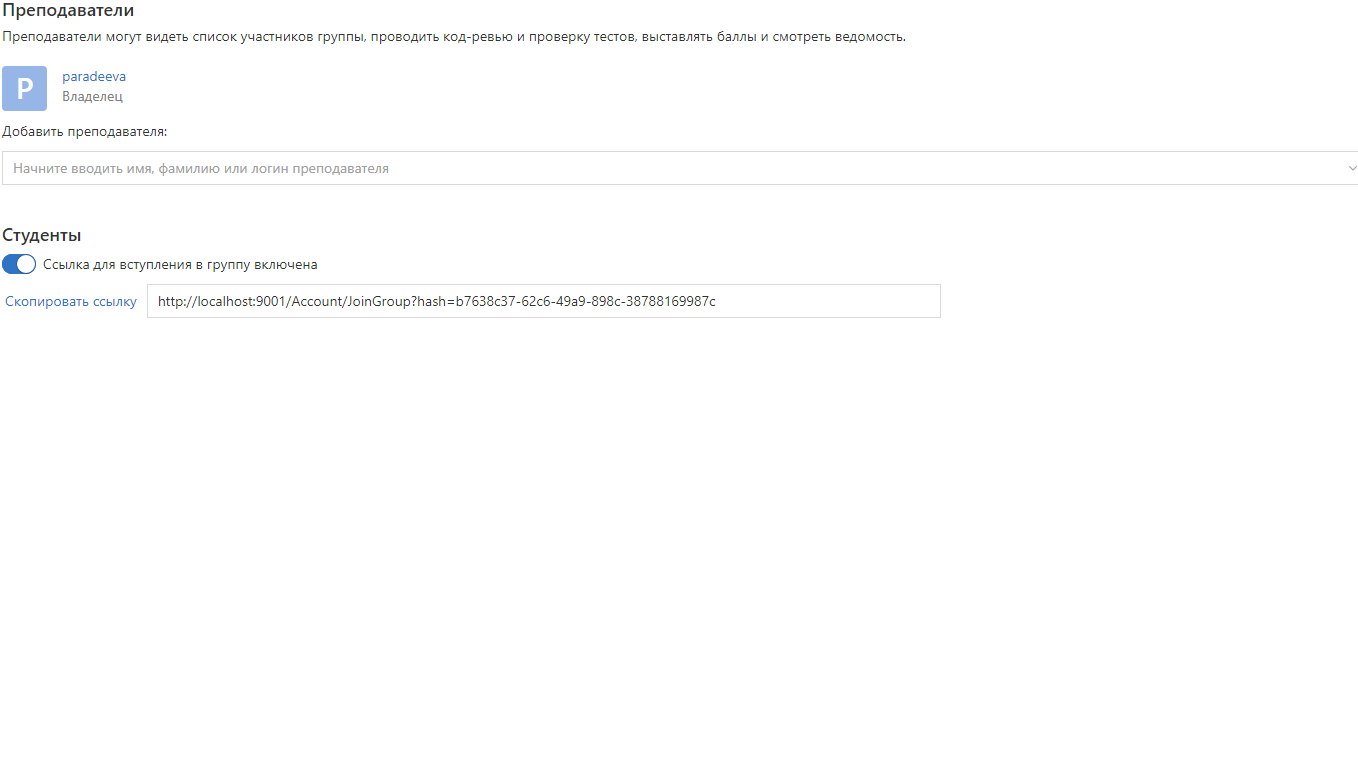 Преподаватели
Преподаватели могут видеть список участников группы, проводить код-ревью и проверку тестов, выставлять баллы и смотреть ведомость.
P
paradeeva
Владелец
Добавить преподавателя:
Начните вводить имя, фамилию или логин преподавателя
Студенты
Ссылка для вступления в группу включена
Скопировать ссылку http://localhost:9001/Account/JoinGroup?hash=b7638c37-62c6-49a9-898c-38788169987c